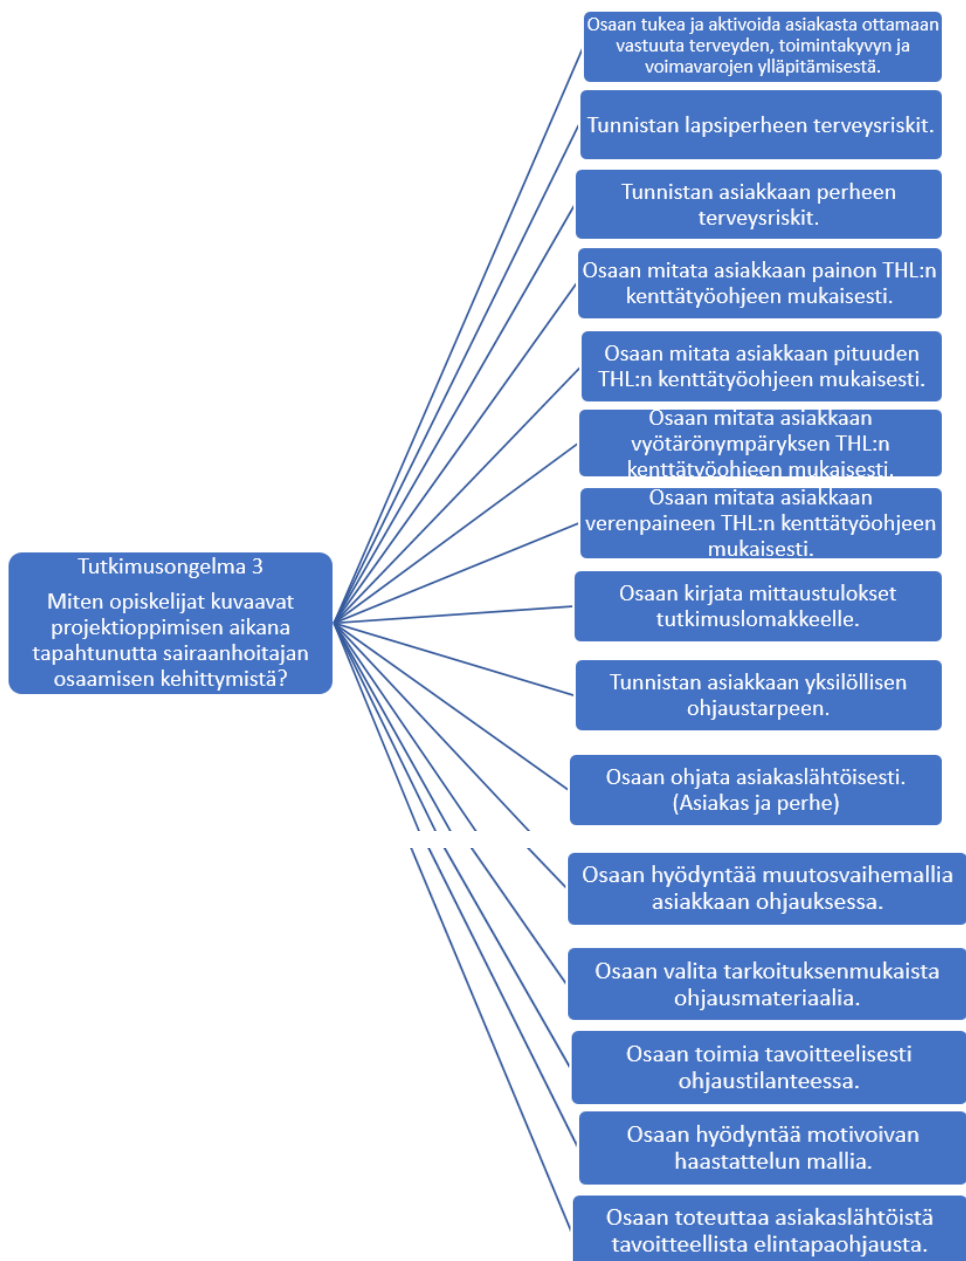 Osaan tukea ja aktivoida asiakasta ottamaan
vastuuta terveyden, toimintakyvyn ja
voimavarojen ylläpitämisestä.
Tunnistan lapsiperheen terveysriskit.
Tunnistan asiakkaan perheen
terveysriskit.
Osaan mitata asiakkaan painon THL:n
kenttätyöohjeen mukaisesti.
Osaan mitata asiakkaan pituuden
THL:n kenttätyöohjeen mukaisesti.
Osaan mitata asiakkaan
vyötärönympäryksen THL:n
kenttätyöohjeen mukaisesti.
Osaan mitata asiakkaan
verenpaineen THL:n kenttätyöohjeen
mukaisesti.
Tutkimusongelma 3
Miten opiskelijat kuvaavat
projektioppimisen aikana
tapahtunutta sairaanhoitajan
osaamisen kehittymistä?
Osaan kirjata mittaustulokset
tutkimuslomakkeelle.
Tunnistan asiakkaan yksilöllisen
ohjaustarpeen.
Osaan ohjata asiakaslähtöisesti.
(Asiakas ja perhe)
Osaan hyödyntää muutosvaihemallia
asiakkaan ohjauksessa.
Osaan valita tarkoituksenmukaista
ohjausmateriaalia.
Osaan toimia tavoitteelisesti
ohjaustilanteessa.
Osaan hyödyntää motivoivan
haastattelun mallia.
Osaan toteuttaa asiakaslähtöistä
tavoitteellista elintapaohjausta.